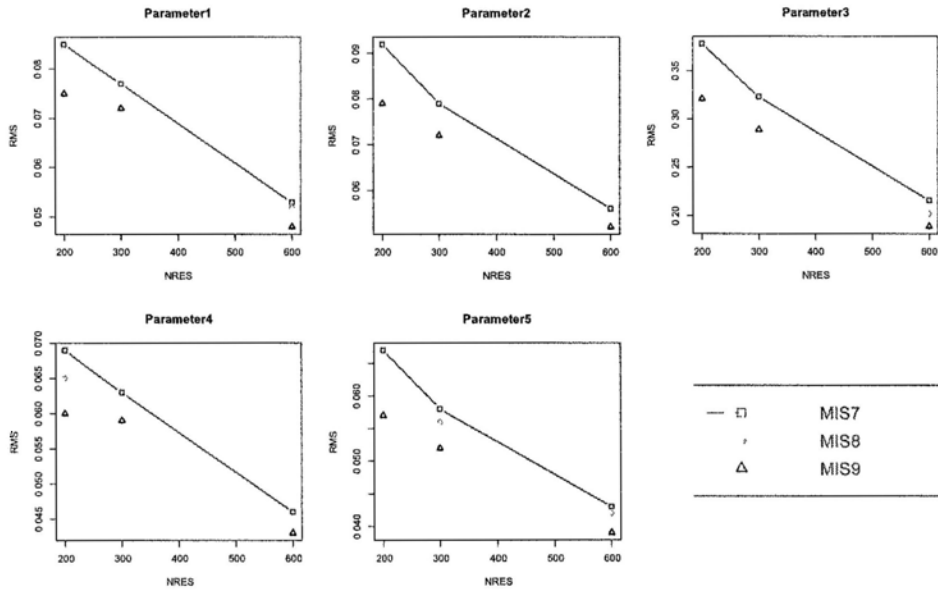 Parameter1
Parameter2
Parameter3
RMS
0.08
0.07
0.06
0.05
200
300
400
500
600
NRES
RMS
0.09
0.08
0.07
0.06
200
300
400
500
600
NRES
RMS
0.35
0.30
0.25
0.20
200
300
400
500
600
NRES
Parameter4
Parameter5
RMS
0.070
0.065
0.060
0.055
0.050
0.045
200
300
400
500
600
NRES
RMS
0.060
0.050
0.040
200
300
400
500
600
NRES
MIS7
MIS8
MIS9